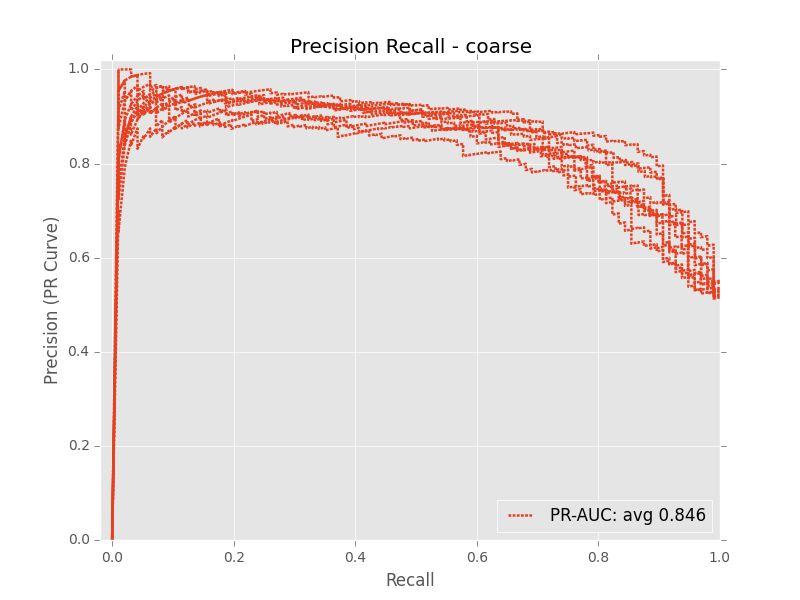 Precision Recall - coarse
1.0
0.8
0.6
0.4
0.2
0.0
Precision (PR Curve)
PR-AUC: avg 0.846
0.0 0.2 0.4 0.6 0.8 1.0
Recall